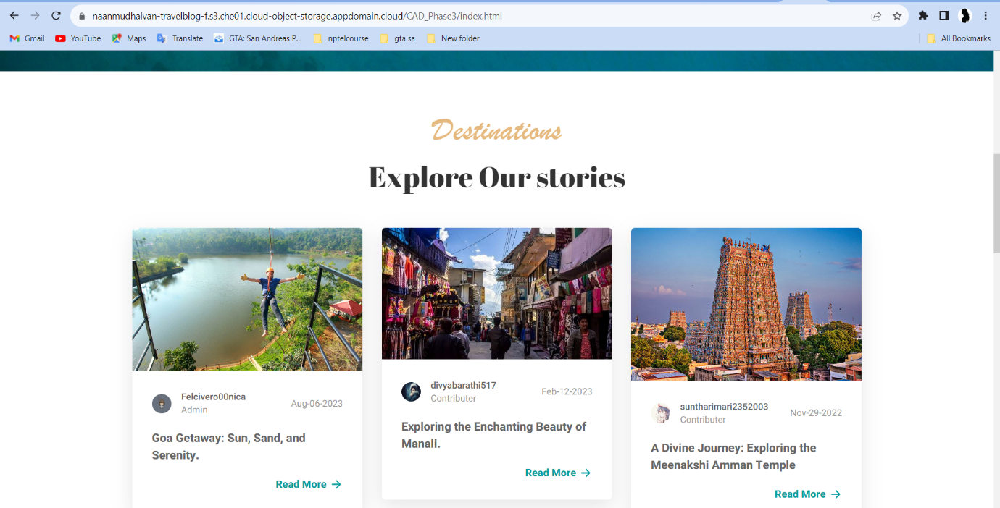 naanmudhalvan-travelblog-f.s3.che01.cloud-object-storage.appdomain.cloud/CAD_Phase3/index.html
Gmail YouTube Maps Translate GTA: San Andreas P... nptelcourse gta sa New folder All Bookmarks
Destinations
Explore Our stories
Felcivero00nica
Admin
Aug-06-2023
Goa Getaway: Sun, Sand, and
Serenity.
Read More →
divyabarathi517
Contributer
Feb-12-2023
Exploring the Enchanting Beauty of
Manali.
Read More →
suntharimari2352003
Contributer
Nov-29-2022
A Divine Journey: Exploring the
Meenakshi Amman Temple
Read More →